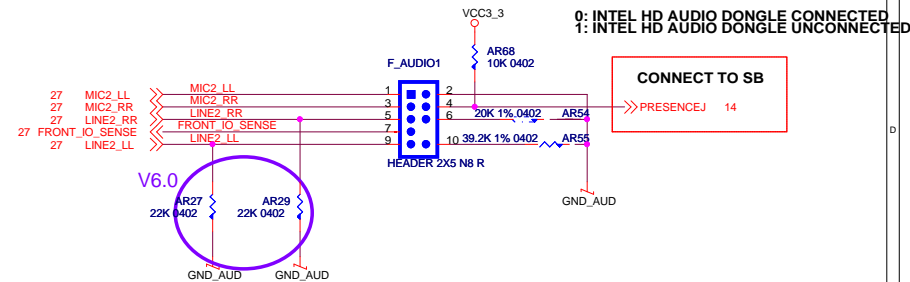 VCC3_3
0: INTEL HD AUDIO DONGLE CONNECTED
1: INTEL HD AUDIO DONGLE UNCONNECTED
AR68
10K 0402
F_AUDIO1
CONNECT TO SB
27 MIC2_LL MIC2_LL 1 2
27 MIC2_RR MIC2_RR 3 4 PRESENCEJ 14
27 LINE2_RR LINE2_RR 5 6 20K 1% 0402 AR54
27 FRONT_IO_SENSE FRONT_IO_SENSE 7
27 LINE2_LL LINE2_LL 9 10 39.2K 1% 0402 AR55
HEADER 2X5 N8 R
D
V6.0
AR27 AR29
22K 0402 22K 0402
GND_AUD
GND_AUD GND_AUD